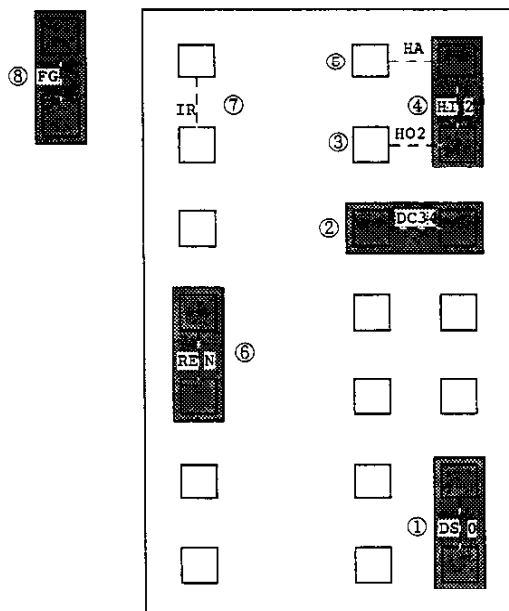 ⑤ HA
⑧ FG
⑦
④ HI 2
IR
③ HO2
② DC34
⑥
RE N
① DS 0